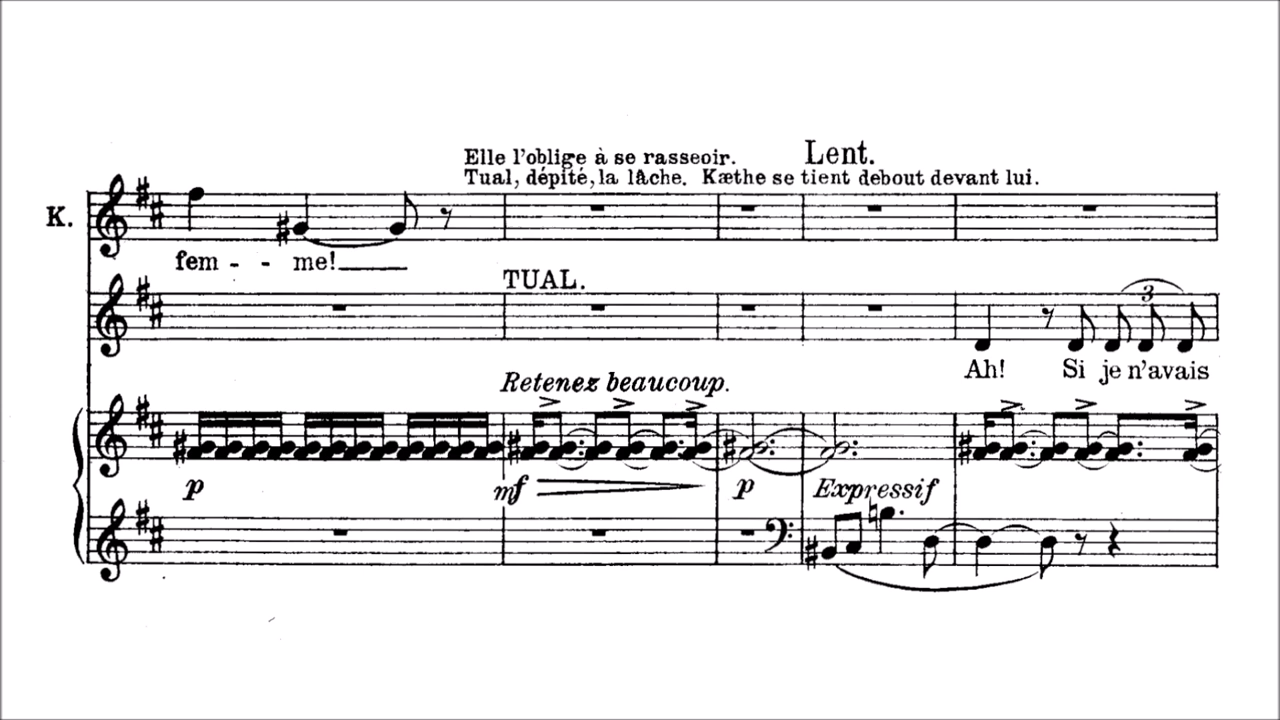 Elle l'oblige à se rasseoir.
Lent.
Tual, dépité, la lâche. Kæthe se tient debout devant lui.
K.
fem - - me!
TUAL.
3
Ah! Si je n'avais
Retenez beaucoup.
p mf p Expressif